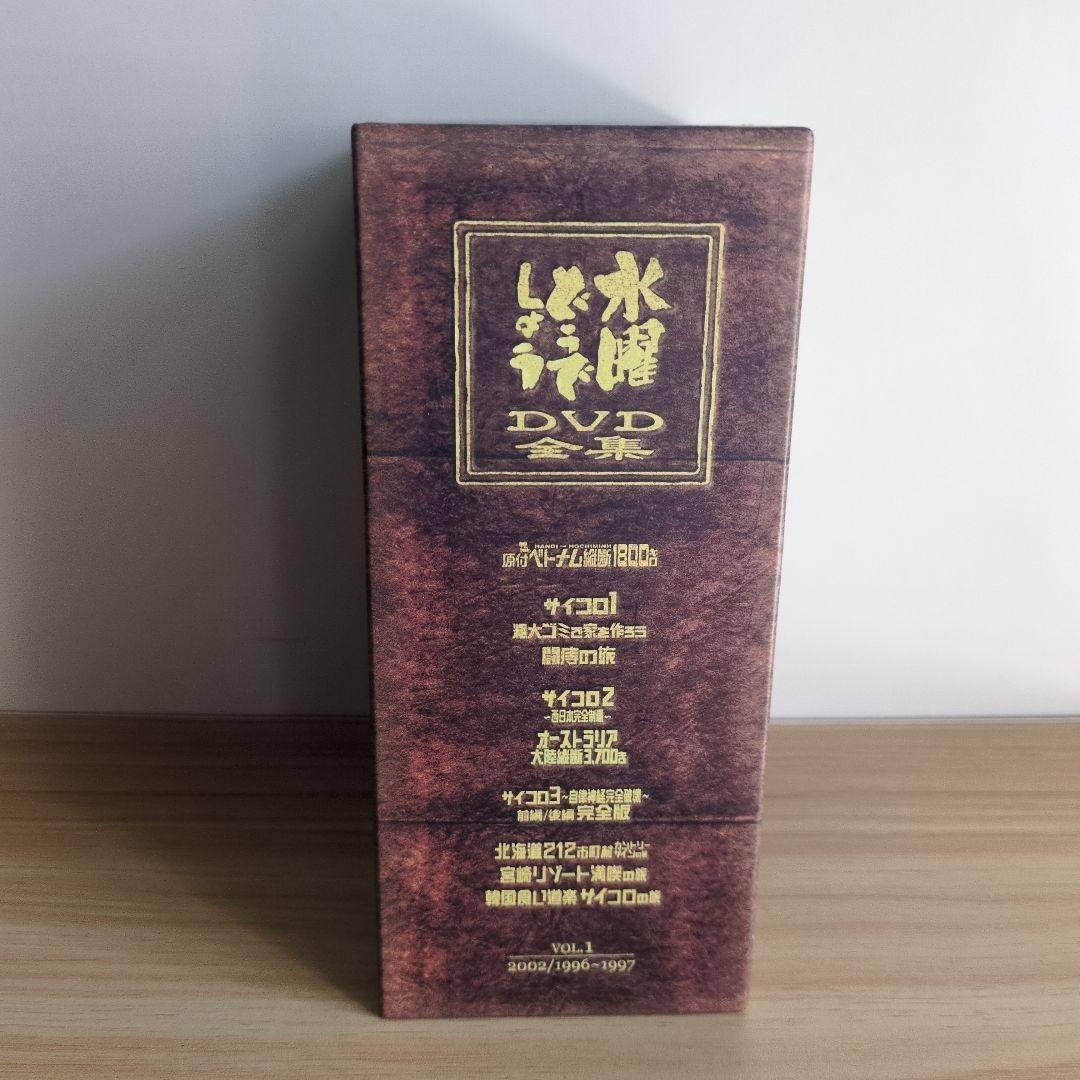 水曜
どうで
しょう
DVD
全集
HANOI → HOCHIMINH
原付ベトナム縦断1800キロ
サイコロ1
粗大ゴミで家を作ろう
闘痔の旅
サイコロ2
～西日本完全制覇～
オーストラリア
大陸縦断3,700キロ
サイコロ3～自律神経完全破壊～
前編/後編 完全版
北海道212市町村カントリーサインの旅
宮崎リゾート満喫の旅
韓国食い道楽サイコロの旅
VOL.1
2002/1996~1997